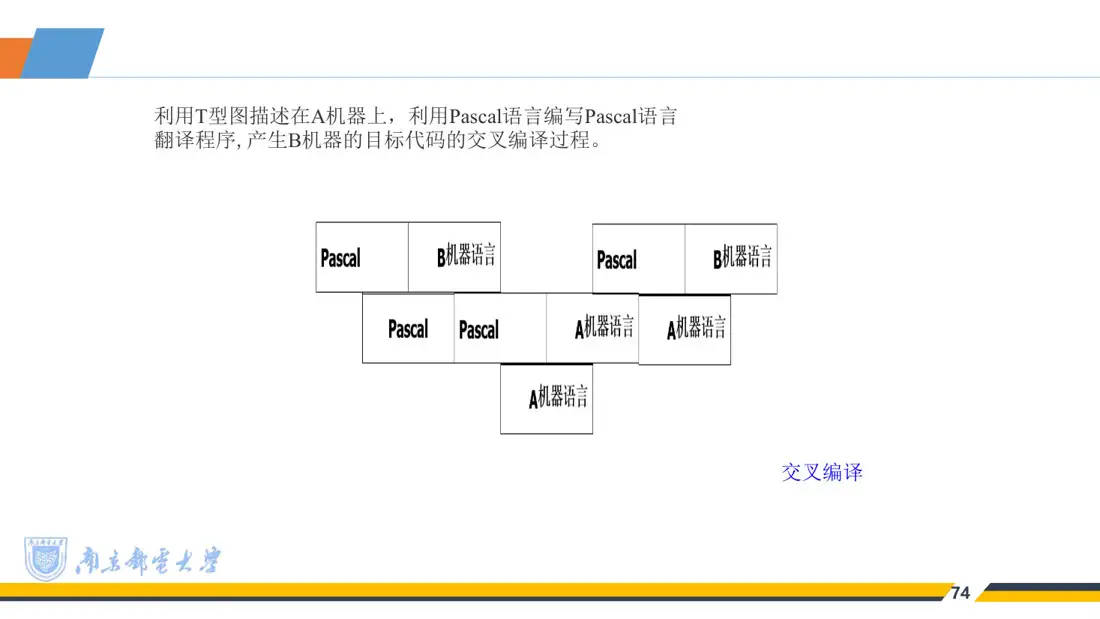 利用T型图描述在A机器上，利用Pascal语言编写Pascal语言
翻译程序,产生B机器的目标代码的交叉编译过程。
Pascal B机器语言 Pascal B机器语言
Pascal Pascal A机器语言 A机器语言
A机器语言
交叉编译
南京邮电大学
74